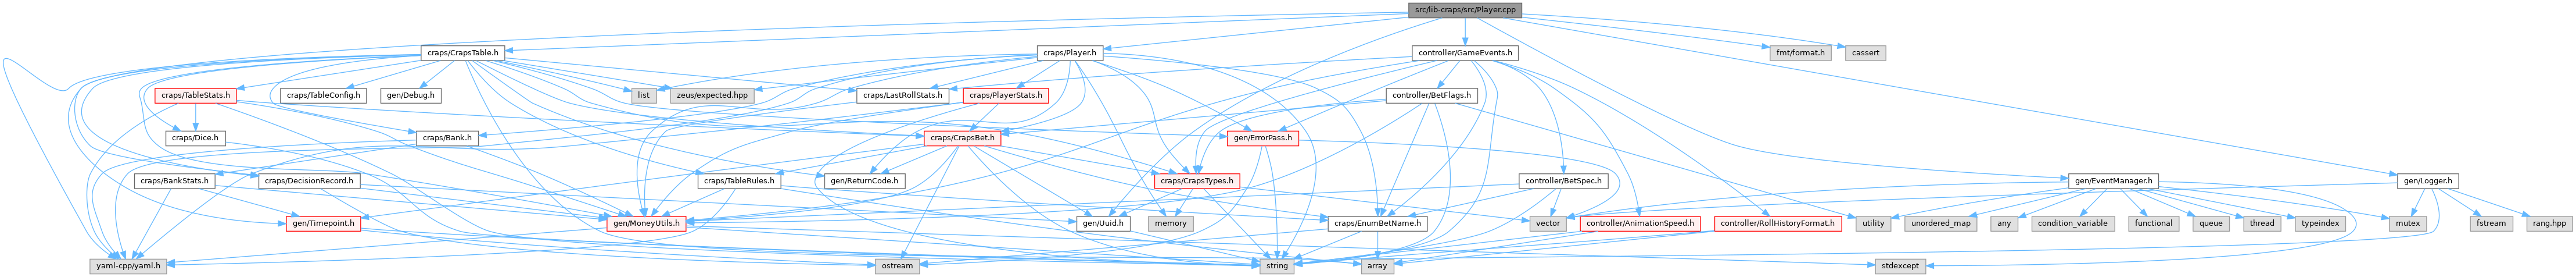 src/lib-craps/src/Player.cpp
craps/CrapsTable.h
craps/Player.h
controller/GameEvents.h
fmt/format.h
cassert
craps/TableStats.h
craps/TableConfig.h
gen/Debug.h
list
zeus/expected.hpp
craps/LastRollStats.h
craps/PlayerStats.h
controller/BetFlags.h
craps/Dice.h
craps/Bank.h
craps/CrapsBet.h
gen/ErrorPass.h
craps/BankStats.h
craps/DecisionRecord.h
craps/TableRules.h
gen/ReturnCode.h
craps/CrapsTypes.h
controller/BetSpec.h
gen/EventManager.h
gen/Logger.h
gen/Timepoint.h
gen/MoneyUtils.h
gen/Uuid.h
memory
craps/EnumBetName.h
vector
controller/AnimationSpeed.h
controller/RollHistoryFormat.h
utility
unordered_map
any
condition_variable
functional
queue
thread
typeindex
mutex
fstream
rang.hpp
yaml-cpp/yaml.h
ostream
string
array
stdexcept